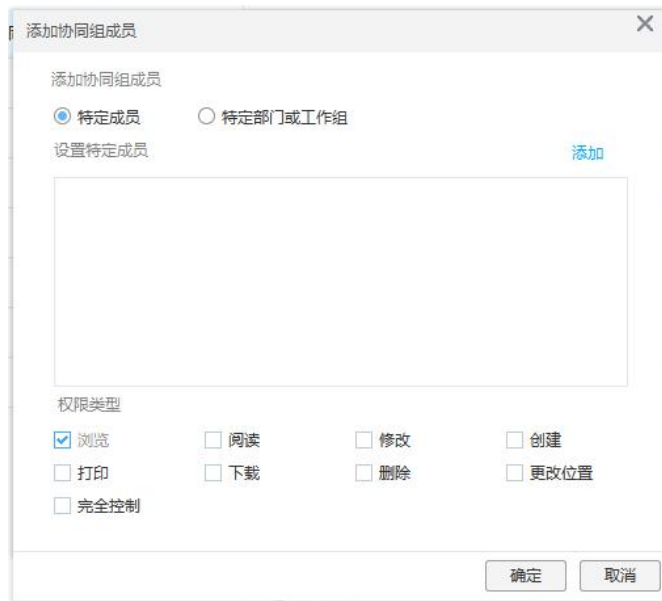 添加协同组成员
添加协同组成员
特定成员 特定部门或工作组
设置特定成员 添加
权限类型
浏览 阅读 修改 创建
打印 下载 删除 更改位置
完全控制
确定 取消